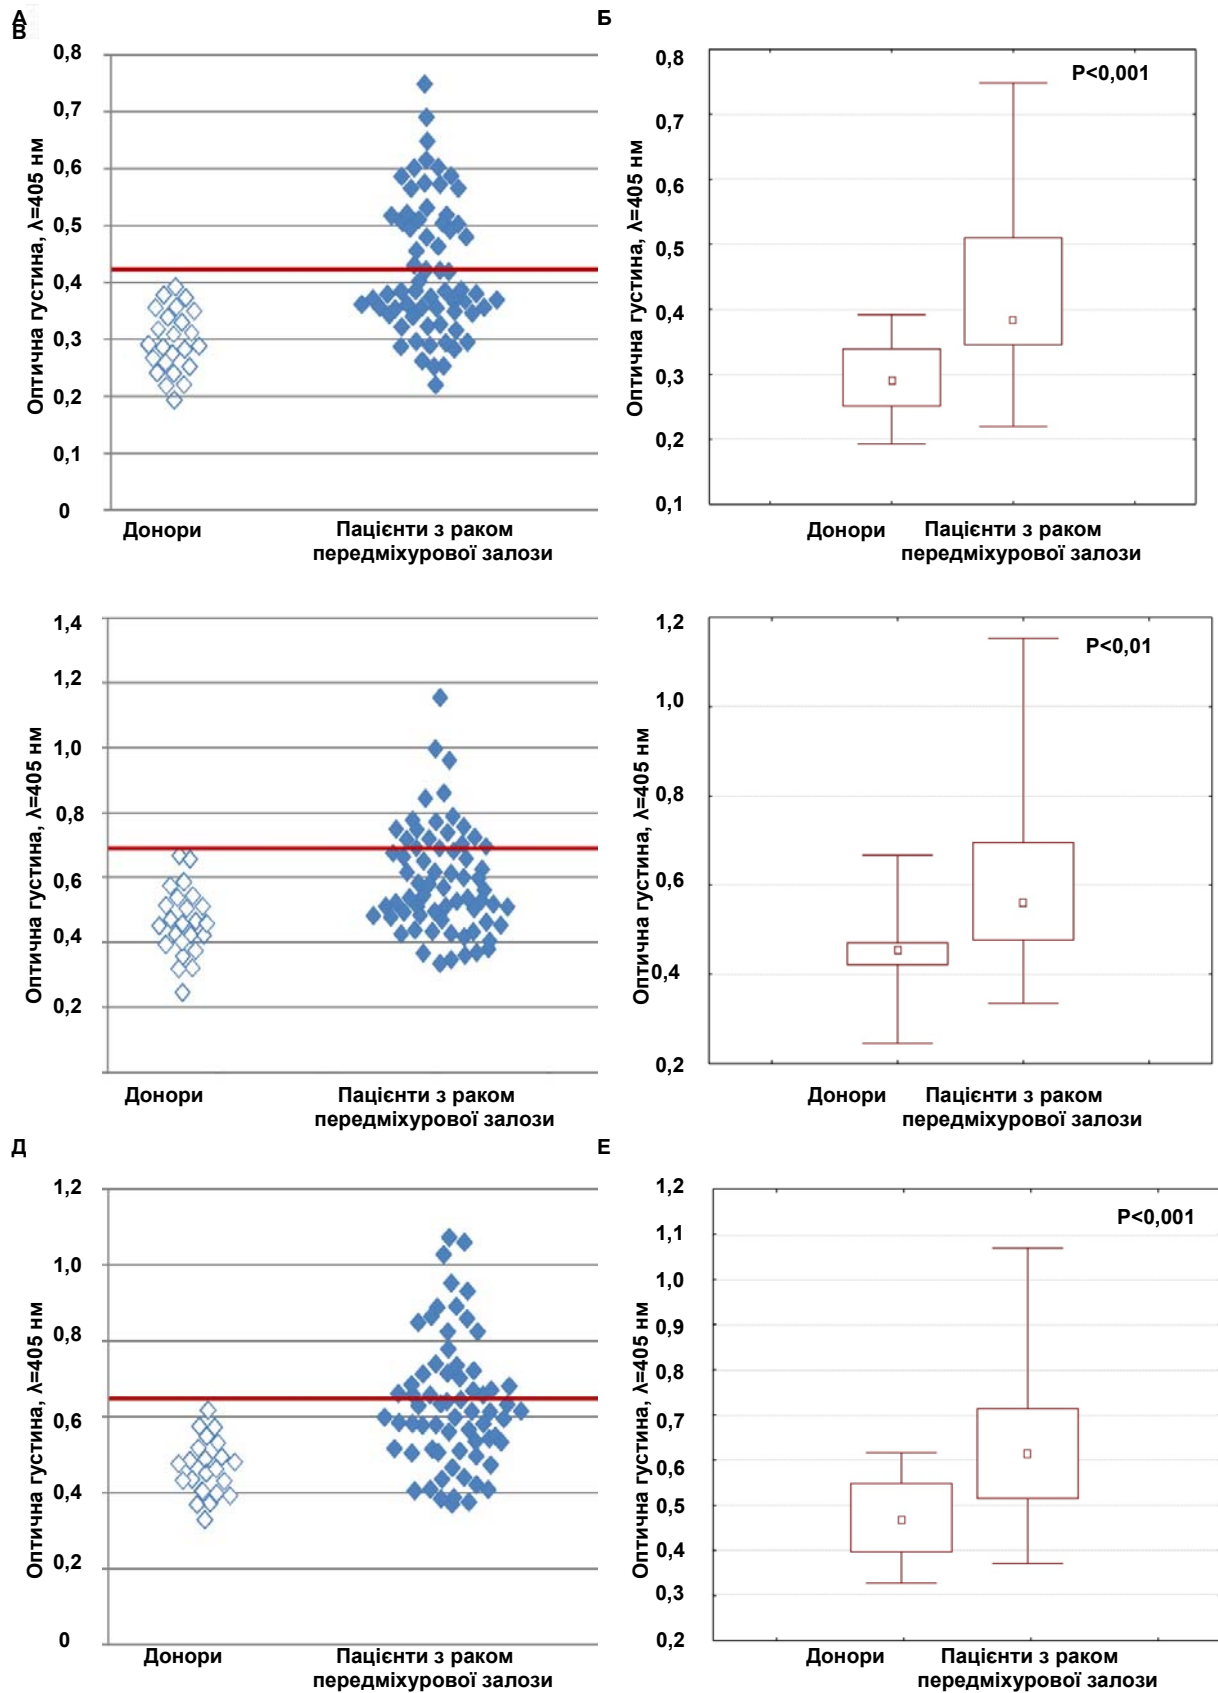 А
В
Б
0,8
0,7
0,6
0,5
0,4
0,3
0,2
0,1
0
Оптична густина, λ=405 нм
Донори
Пацієнти з раком
передміхурової залози
0,8
0,7
0,6
0,5
0,4
0,3
0,2
0,1
Оптична густина, λ=405 нм
P<0,001
Донори
Пацієнти з раком
передміхурової залози
1,4
1,2
1,0
0,8
0,6
0,4
0,2
Оптична густина, λ=405 нм
Донори
Пацієнти з раком
передміхурової залози
1,2
1,0
0,8
0,6
0,4
0,2
Оптична густина, λ=405 нм
P<0,01
Донори
Пацієнти з раком
передміхурової залози
Д
Е
1,2
1,0
0,8
0,6
0,4
0,2
0
Оптична густина, λ=405 нм
Донори
Пацієнти з раком
передміхурової залози
1,2
1,1
1,0
0,9
0,8
0,7
0,6
0,5
0,4
0,3
0,2
Оптична густина, λ=405 нм
P<0,001
Донори
Пацієнти з раком
передміхурової залози